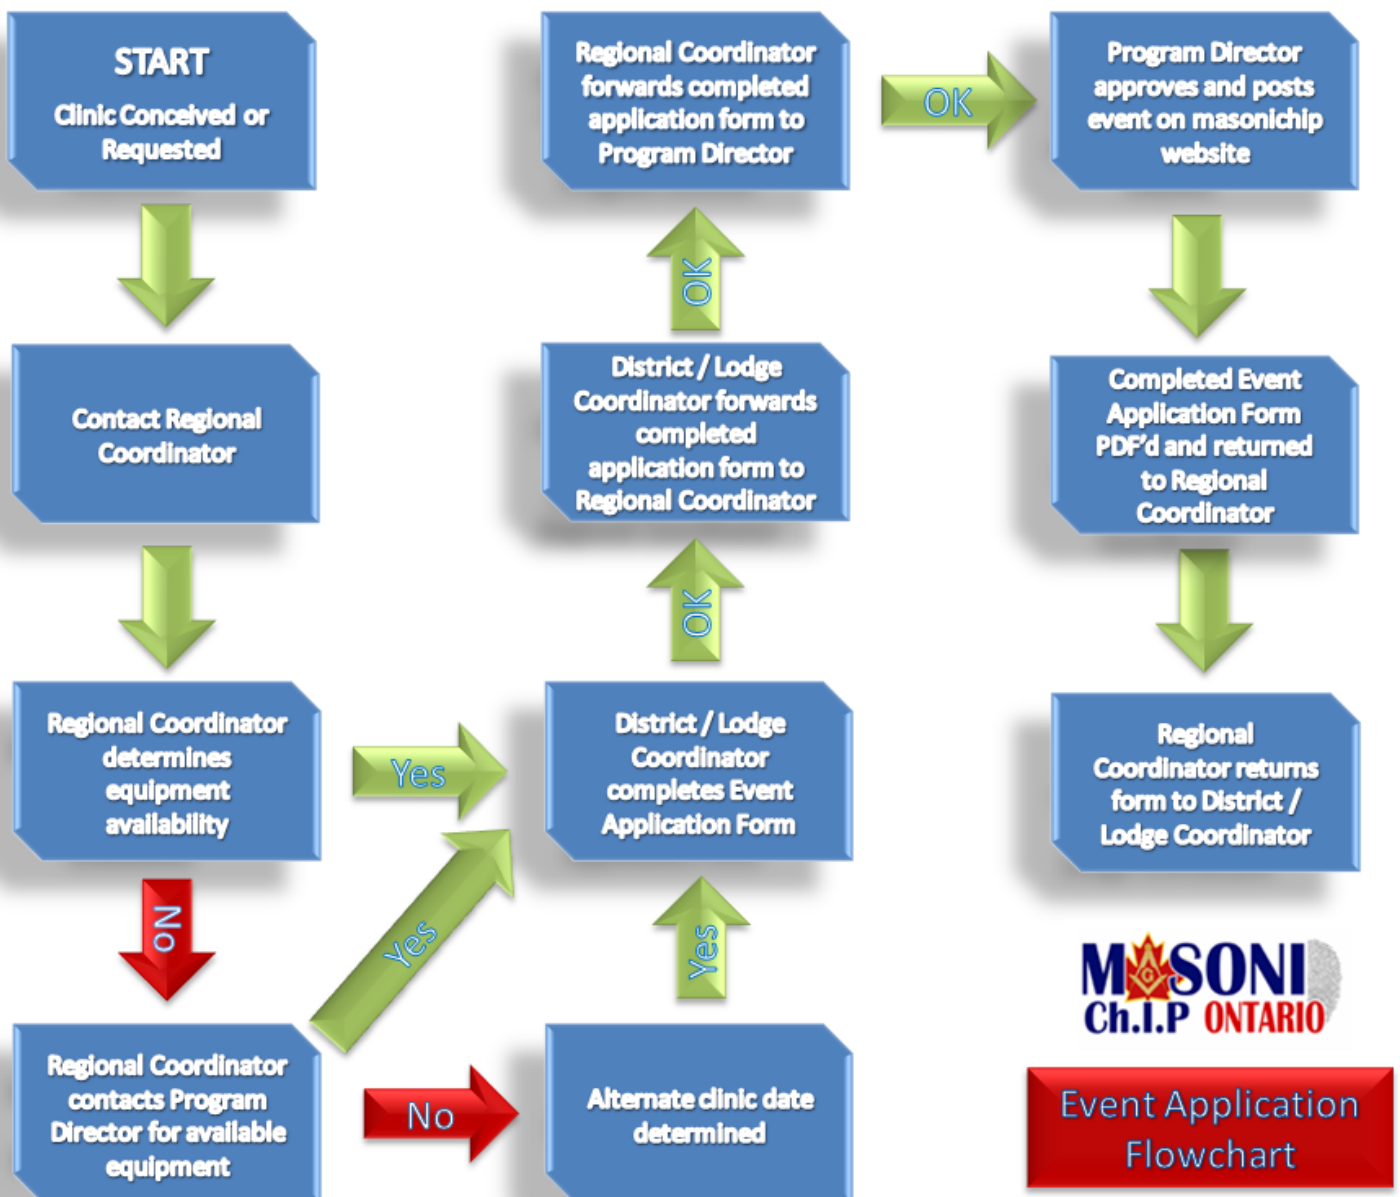 START
Clinic Conceived or
Requested
Contact Regional
Coordinator
Regional Coordinator
determines
equipment
availability
No
Regional Coordinator
contacts Program
Director for available
equipment
Yes
Yes
No
Alternate clinic date
determined
Yes
District / Lodge
Coordinator
completes Event
Application Form
OK
District / Lodge
Coordinator forwards
completed
application form to
Regional Coordinator
OK
Regional Coordinator
forwards completed
application form to
Program Director
OK
Program Director
approves and posts
event on masonichip
website
Completed Event
Application Form
PDF'd and returned
to Regional
Coordinator
Regional
Coordinator returns
form to District /
Lodge Coordinator
MASONI
G
Ch.I.P ONTARIO
Event Application
Flowchart